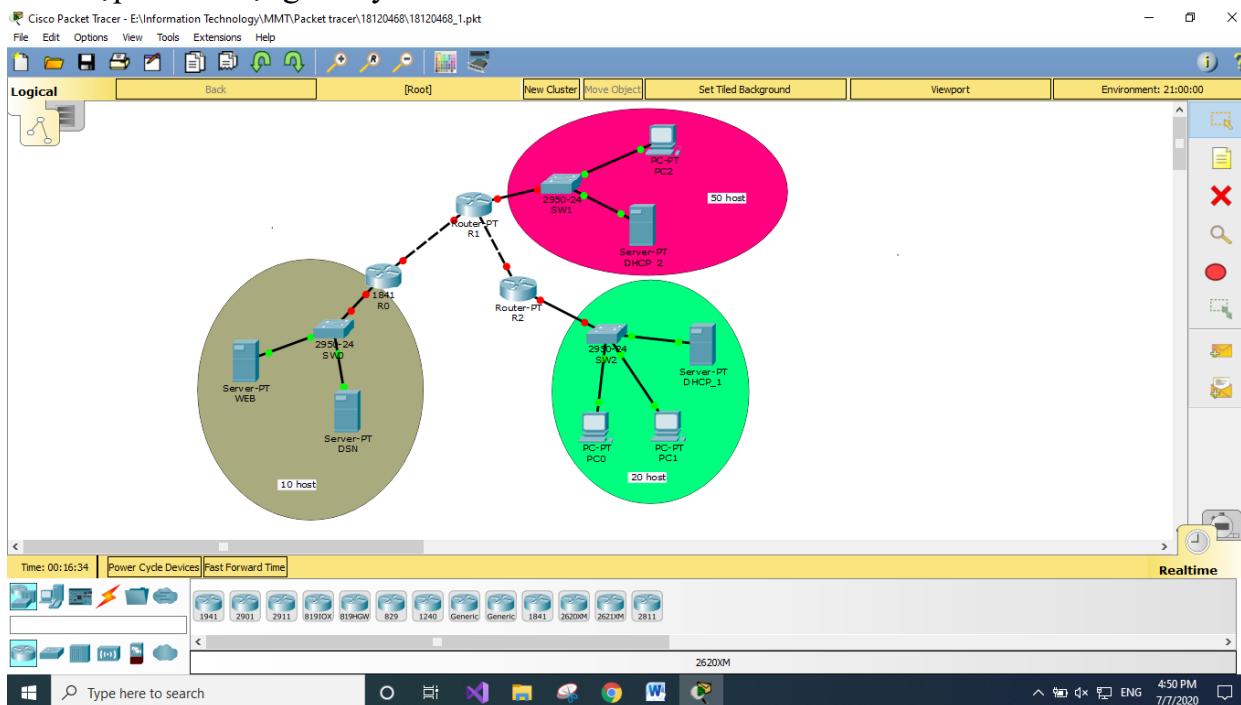 Cisco Packet Tracer - E:\Information Technology\MMT\Packet tracer\18120468\18120468_1.pkt
File Edit Options View Tools Extensions Help
Logical Back [Root] New Cluster Move Object Set Tiled Background Viewport Environment: 21:00:00
PC-PT
PC2
50 host
2950-24
SW1
Router-PT
R1
Server-PT
DHCP_2
1841
R0
Router-PT
R2
2950-24
SW0
2950-24
SW2
Server-PT
WEB
Server-PT
DHCP_1
Server-PT
DSN
PC-PT
PC0
PC-PT
PC1
10 host
20 host
Time: 00:16:34 Power Cycle Devices Fast Forward Time Realtime
1941 2901 2911 819IOX 819HGW 829 1240 Generic Generic 1841 2620XM 2621XM 2811
2620XM
Type here to search
ENG 4:50 PM
7/7/2020